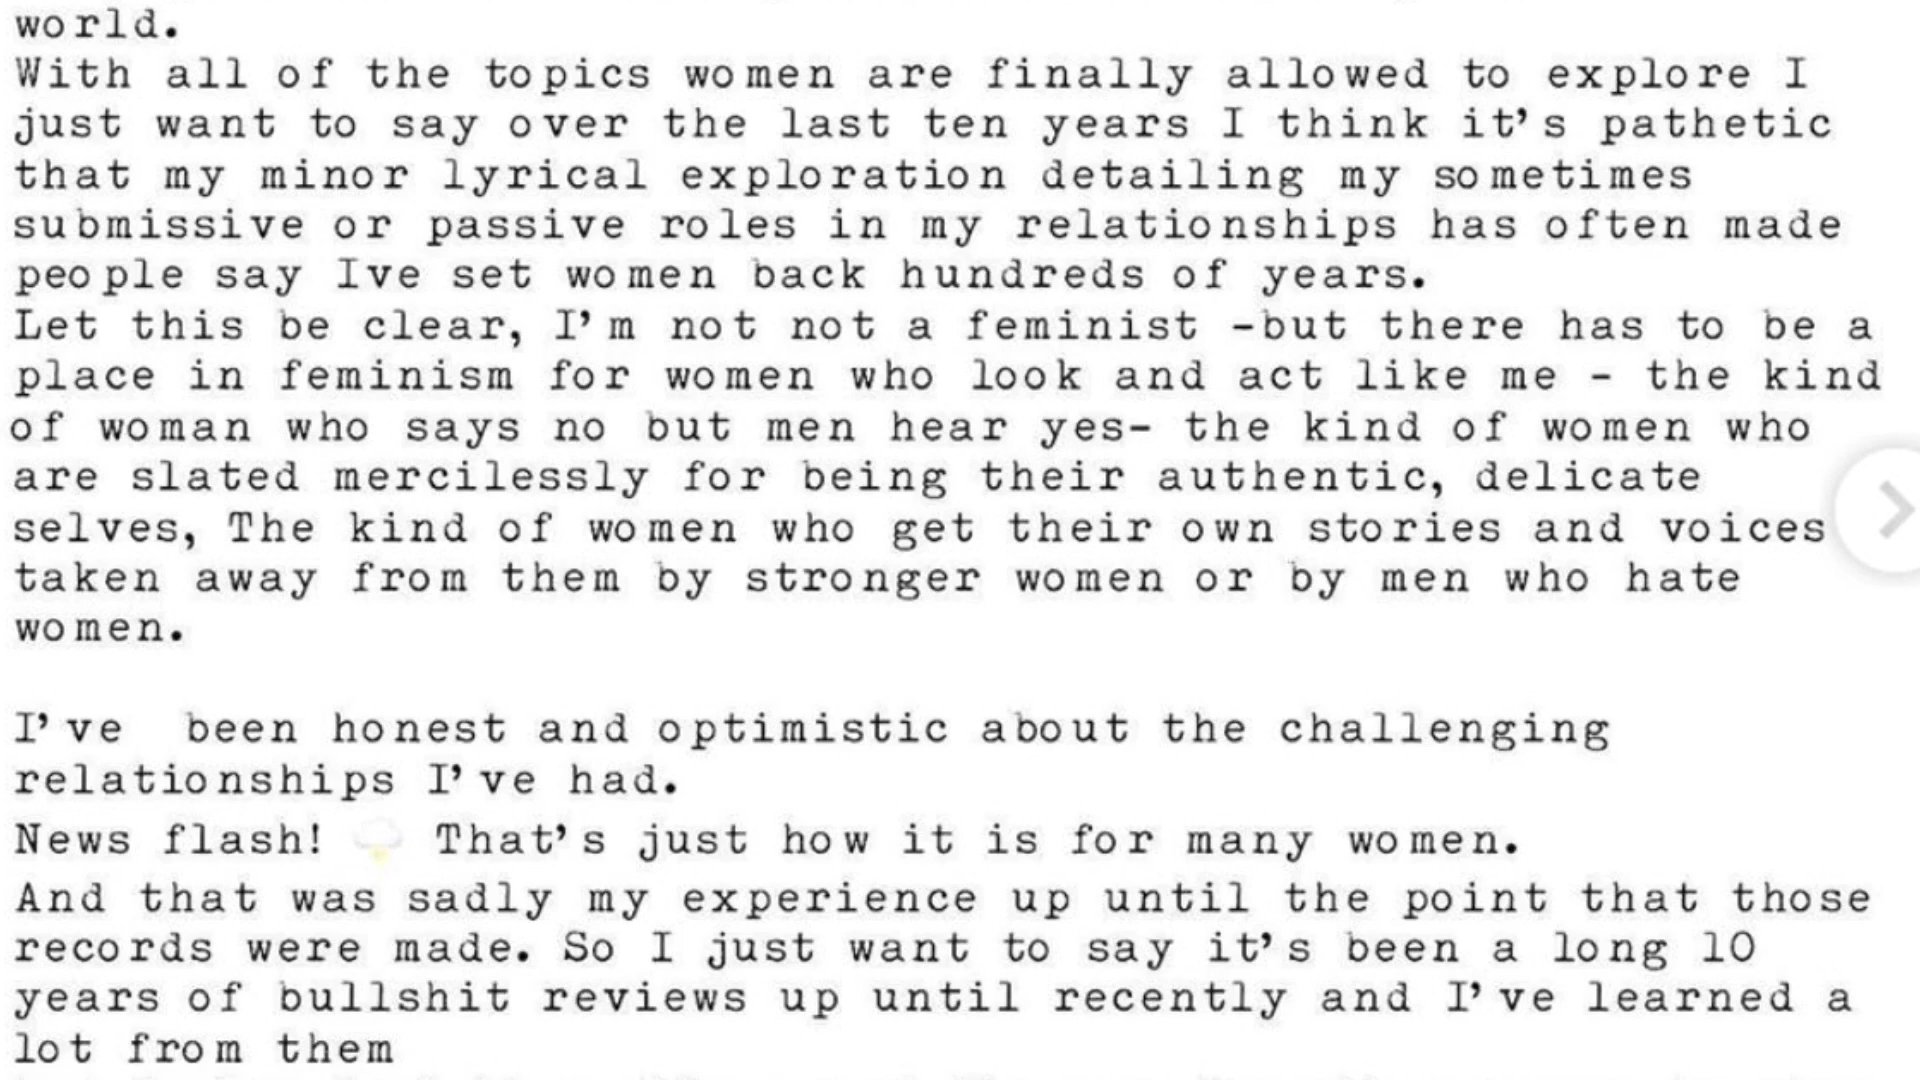 world.
With all of the topics women are finally allowed to explore I
just want to say over the last ten years I think it's pathetic
that my minor lyrical exploration detailing my sometimes
submissive or passive roles in my relationships has often made
people say Ive set women back hundreds of years.
Let this be clear, I'm not not a feminist -but there has to be a
place in feminism for women who look and act like me - the kind
of woman who says no but men hear yes- the kind of women who
are slated mercilessly for being their authentic, delicate
selves, The kind of women who get their own stories and voices
taken away from them by stronger women or by men who hate
women.
I've been honest and optimistic about the challenging
relationships I've had.
News flash! 🌩️ That's just how it is for many women.
And that was sadly my experience up until the point that those
records were made. So I just want to say it's been a long 10
years of bullshit reviews up until recently and I've learned a
lot from them